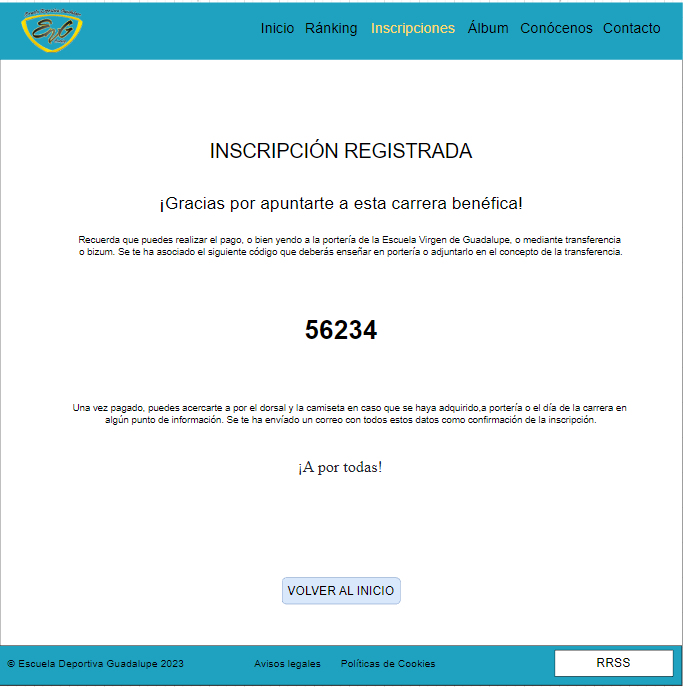 EVG
Inicio Ránking Inscripciones Álbum Conócenos Contacto
INSCRIPCIÓN REGISTRADA
¡Gracias por apuntarte a esta carrera benéfica!
Recuerda que puedes realizar el pago, o bien yendo a la portería de la Escuela Virgen de Guadalupe, o mediante transferencia
o bizum. Se te ha asociado el siguiente código que deberás enseñar en portería o adjuntarlo en el concepto de la transferencia.
56234
Una vez pagado, puedes acercarte a por el dorsal y la camiseta en caso que se haya adquirido,a portería o el día de la carrera en
algún punto de información. Se te ha envíado un correo con todos estos datos como confirmación de la inscripción.
¡A por todas!
VOLVER AL INICIO
© Escuela Deportiva Guadalupe 2023 Avisos legales Políticas de Cookies RRSS